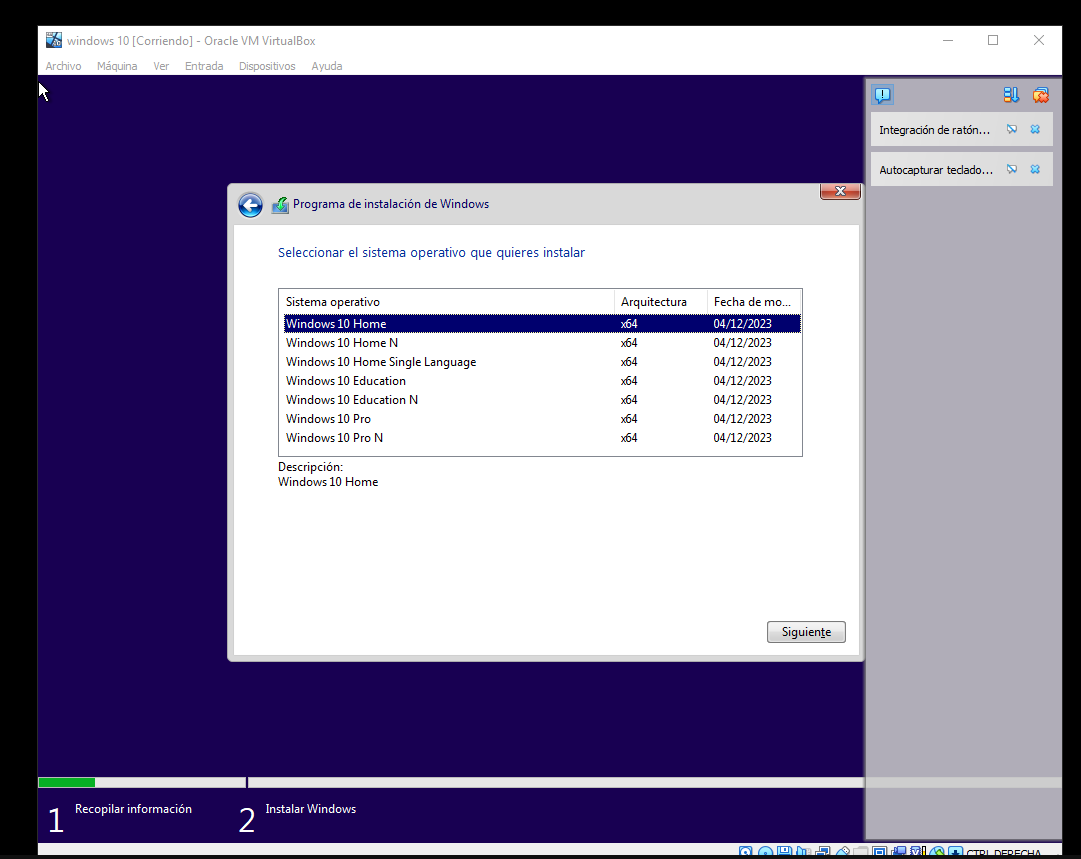 windows 10 [Corriendo] - Oracle VM VirtualBox
Archivo Máquina Ver Entrada Dispositivos Ayuda
Integración de ratón...
Autocapturar teclado...
Programa de instalación de Windows
Seleccionar el sistema operativo que quieres instalar
Sistema operativo Arquitectura Fecha de mo...
Windows 10 Home x64 04/12/2023
Windows 10 Home N x64 04/12/2023
Windows 10 Home Single Language x64 04/12/2023
Windows 10 Education x64 04/12/2023
Windows 10 Education N x64 04/12/2023
Windows 10 Pro x64 04/12/2023
Windows 10 Pro N x64 04/12/2023
Descripción:
Windows 10 Home
Siguiente
1 Recopilar información 2 Instalar Windows
CTRL DERECHA